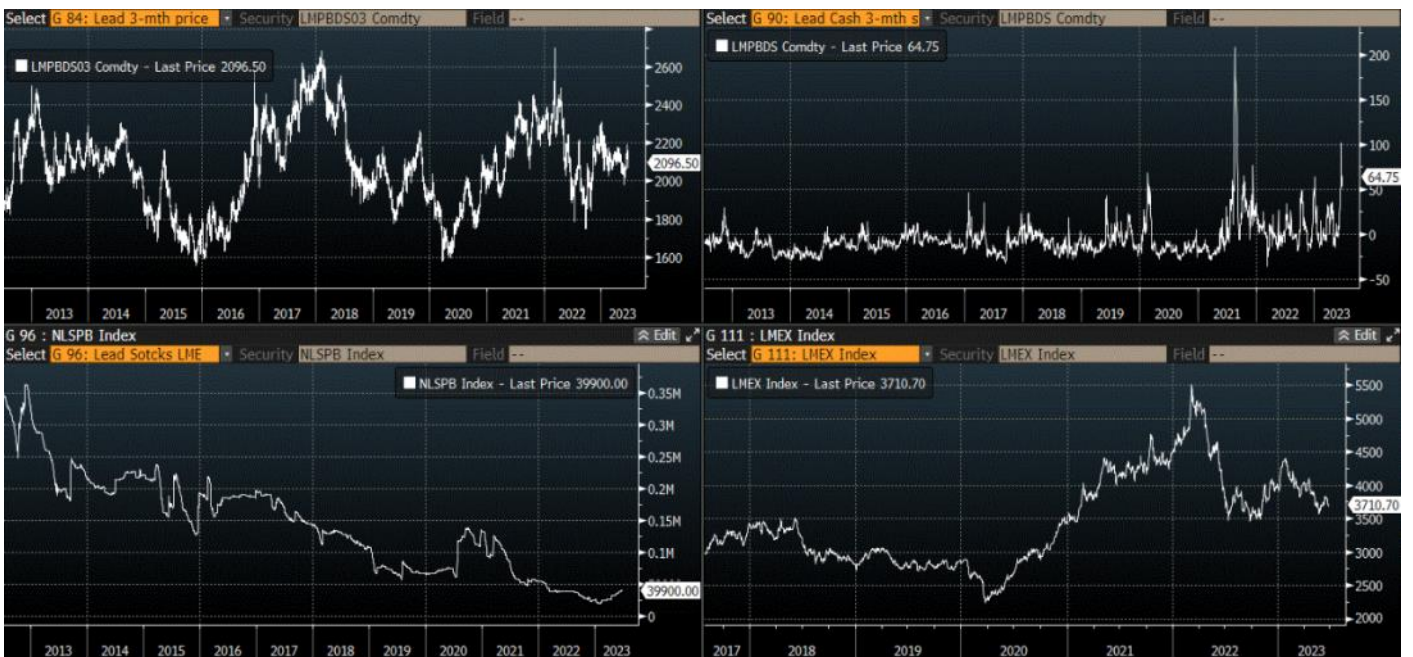 Select G 84: Lead 3-mth price Security LMPBDS03 Comdty Field --
LMPBDS03 Comdty - Last Price 2096.50
2600
2400
2200
2096.50
2000
1800
1600
2013 2014 2015 2016 2017 2018 2019 2020 2021 2022 2023
Select G 90: Lead Cash 3-mth s Security LMPBDS Comdty Field --
LMPBDS Comdty - Last Price 64.75
200
150
100
64.75
50
0
-50
2013 2014 2015 2016 2017 2018 2019 2020 2021 2022 2023
G 96 : NLSPB Index Edit
Select G 96: Lead Sotcks LME Security NLSPB Index Field --
NLSPB Index - Last Price 39900.00
0.35M
0.3M
0.25M
0.2M
0.15M
0.1M
39900.00
0
2013 2014 2015 2016 2017 2018 2019 2020 2021 2022 2023
G 111 : LMEX Index Edit
Select G 111: LMEX Index Security LMEX Index Field --
LMEX Index - Last Price 3710.70
5500
5000
4500
4000
3710.70
3500
3000
2500
2000
2017 2018 2019 2020 2021 2022 2023